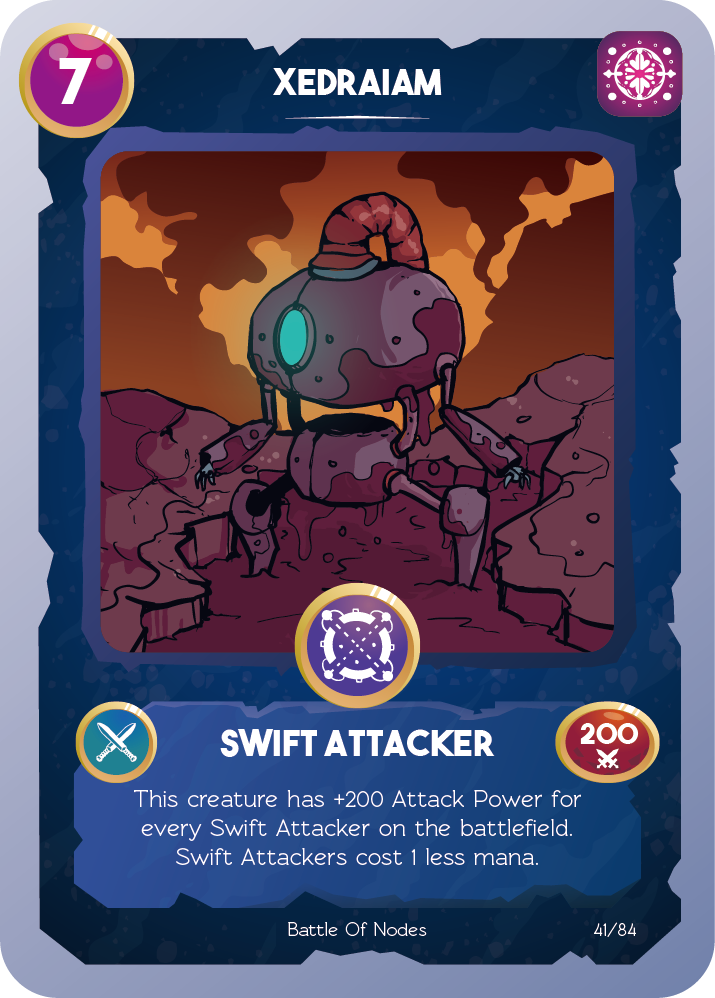 7
XEDRAIAM
SWIFT ATTACKER
200
This creature has +200 Attack Power for
every Swift Attacker on the battlefield.
Swift Attackers cost 1 less mana.
Battle Of Nodes
41/84